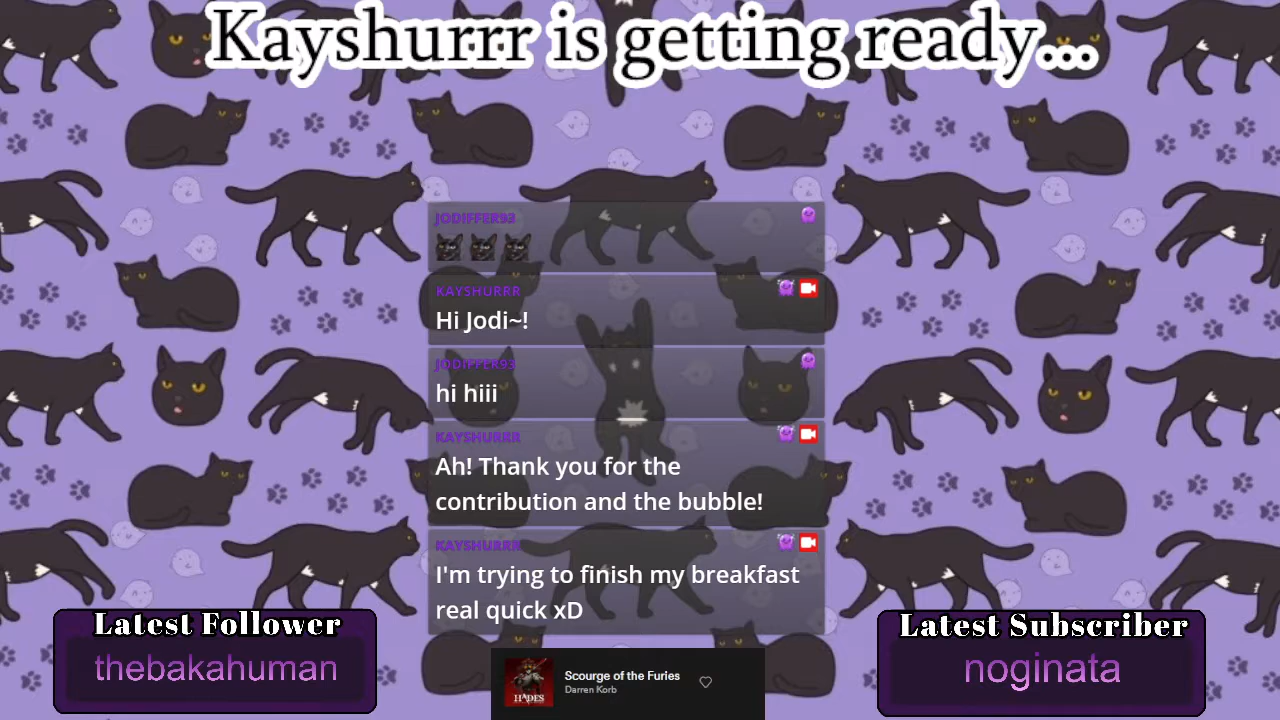 Kayshurrr is getting ready...
JODIFFER93
KAYSHURRR
Hi Jodi~!
JODIFFER93
hi hiii
KAYSHURRR
Ah! Thank you for the
contribution and the bubble!
KAYSHURRR
I'm trying to finish my breakfast
real quick xD
Latest Follower
thebakahuman
Latest Subscriber
noginata
HADES
Scourge of the Furies
Darren Korb